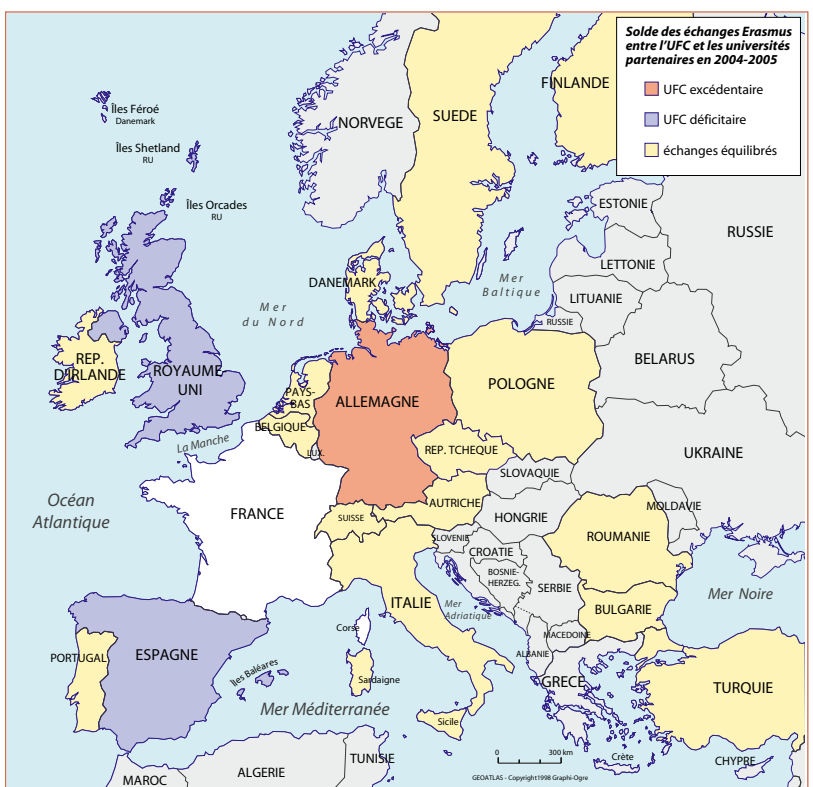 Solde des échanges Erasmus
entre l'UFC et les universités
partenaires en 2004-2005
UFC excédentaire
UFC déficitaire
échanges équilibrés
FINLANDE
SUEDE
NORVEGE
Îles Féroé
Danemark
Îles Shetland
RU
Îles Orcades
RU
ESTONIE
RUSSIE
LETTONIE
Mer
Baltique
DANEMARK
LITUANIE
Mer
du Nord
RUSSIE
REP.
D'IRLANDE
ROYAUME
UNI
BELARUS
POLOGNE
PAYS-
BAS
ALLEMAGNE
BELGIQUE
La Manche
LUX.
REP. TCHEQUE
UKRAINE
SLOVAQUIE
Océan
Atlantique
FRANCE
SUISSE
AUTRICHE
HONGRIE
MOLDAVIE
SLOVENIE
CROATIE
ROUMANIE
BOSNIE-
HERZEG.
SERBIE
Mer Noire
ITALIE
Mer
Adriatique
BULGARIE
Corse
MACEDOINE
PORTUGAL
ESPAGNE
ALBANIE
Îles Baléares
Sardaigne
GRECE
TURQUIE
Mer Méditerranée
Sicile
0 300 km
Crète
CHYPRE
MAROC
ALGERIE
TUNISIE
GEOATLAS - Copyright1998 Graphi-Ogre